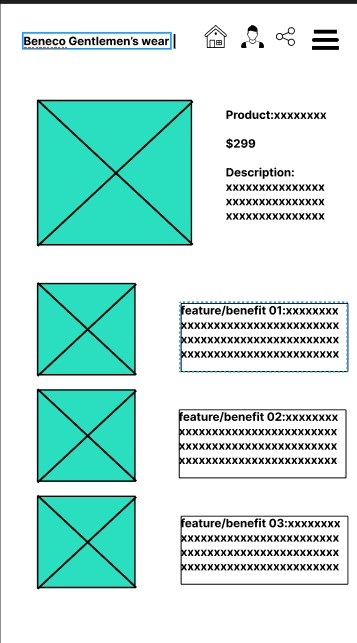 Beneco Gentlemen's wear
Product:xxxxxxxx
$299
Description:
xxxxxxxxxxxxxxx
xxxxxxxxxxxxxxx
xxxxxxxxxxxxxxx
feature/benefit 01:xxxxxxxx
xxxxxxxxxxxxxxxxxxxxxxxx
xxxxxxxxxxxxxxxxxxxxxxxx
xxxxxxxxxxxxxxxxxxxxxxxx
feature/benefit 02:xxxxxxxx
xxxxxxxxxxxxxxxxxxxxxxxx
xxxxxxxxxxxxxxxxxxxxxxxx
xxxxxxxxxxxxxxxxxxxxxxxx
feature/benefit 03:xxxxxxxx
xxxxxxxxxxxxxxxxxxxxxxxx
xxxxxxxxxxxxxxxxxxxxxxxx
xxxxxxxxxxxxxxxxxxxxxxxx